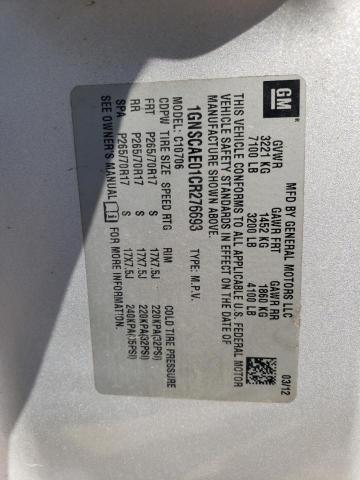 GM
MFD BY GENERAL MOTORS LLC
03/12
GVWR GAWR FRT GAWR RR
3221 KG 1452 KG 1860 KG
7100 LB 3200 LB 4100 LB
THIS VEHICLE CONFORMS TO ALL APPLICABLE U.S. FEDERAL MOTOR
VEHICLE SAFETY STANDARDS IN EFFECT ON THE DATE OF
MANUFACTURE SHOWN ABOVE.
1GNSCAE01CR275693 TYPE: M.P.V.
MODEL: C10706
CDPW TIRE SIZE SPEED RTG RIM COLD TIRE PRESSURE
FRT P265/70R17 S 17X7.5J 220KPA(32PSI)
RR P265/70R17 S 17X7.5J 220KPA(32PSI)
SPA P265/70R17 S 17X7.5J 240KPA(35PSI)
SEE OWNER'S MANUAL FOR MORE INFORMATION.